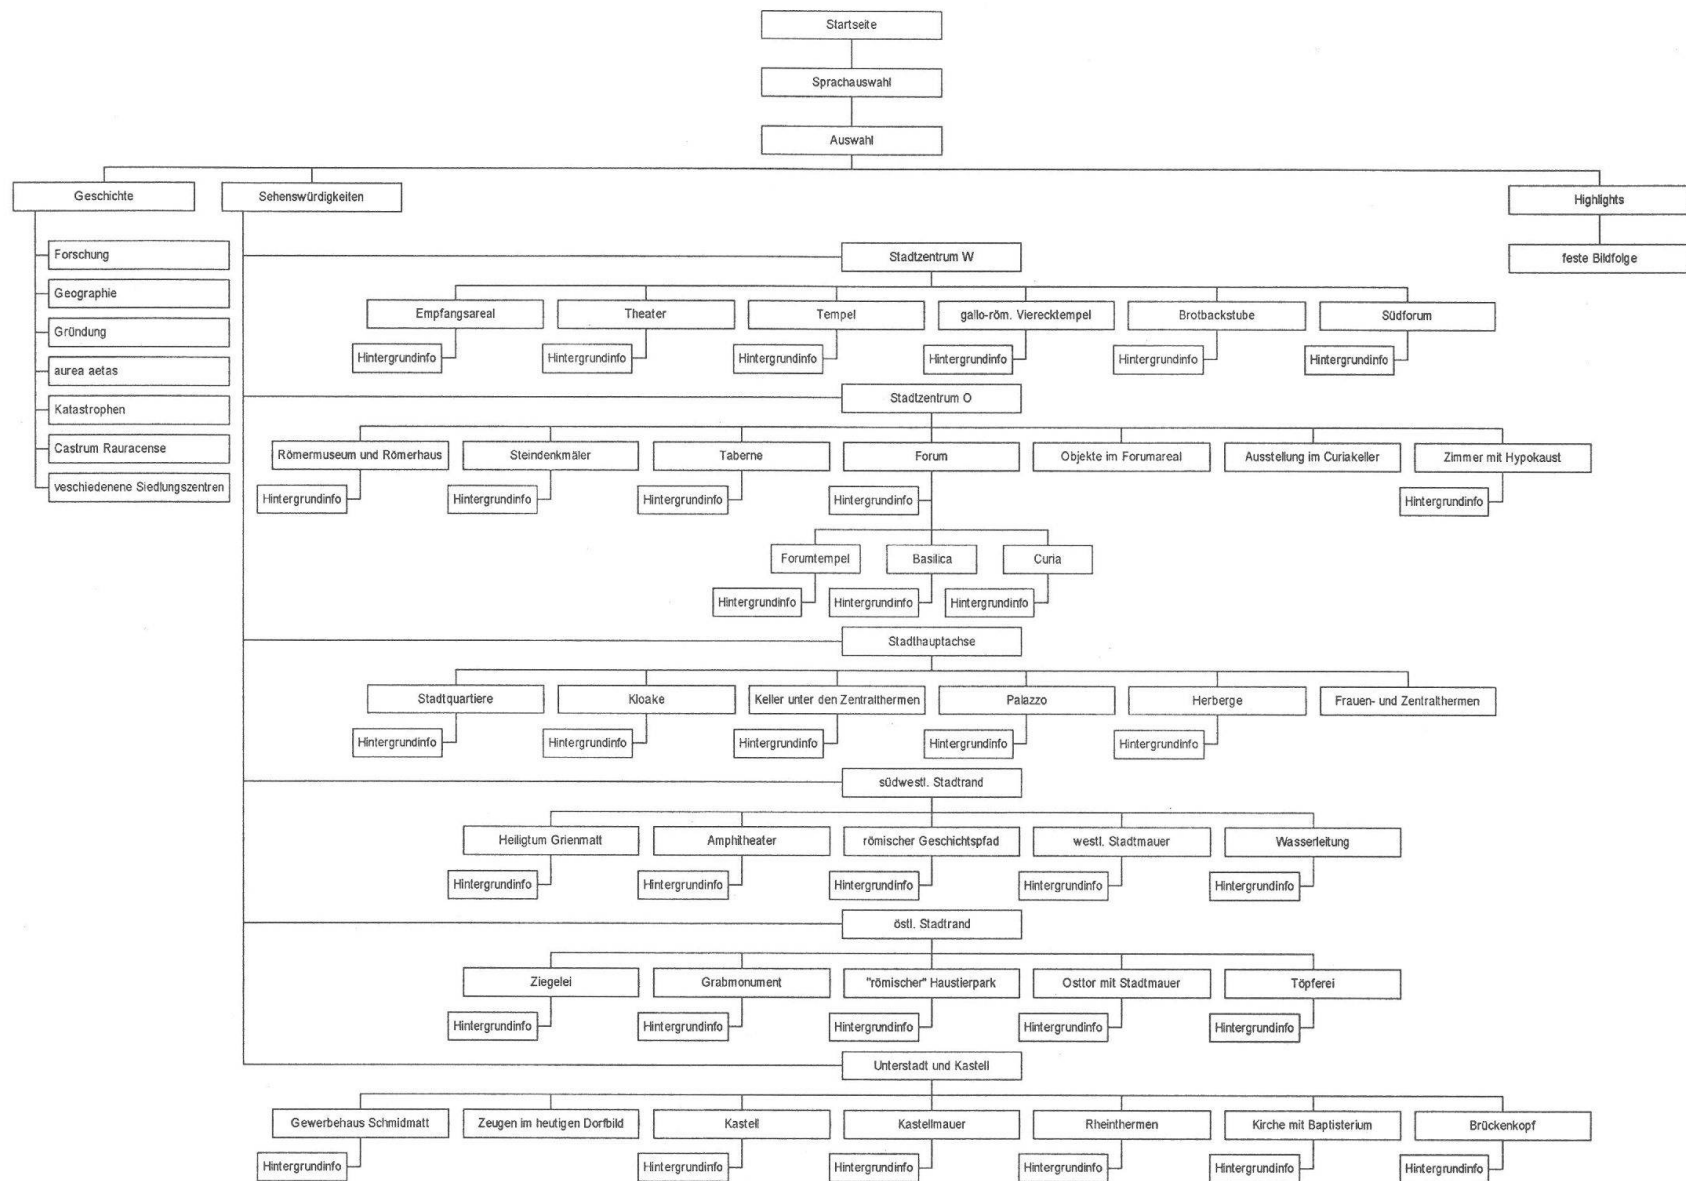 Startseite
Sprachauswahl
Auswahl
Geschichte
Sehenswürdigkeiten
Highlights
Forschung
Geographie
Gründung
aurea aetas
Katastrophen
Castrum Rauracense
veschiedenene Siedlungszentren
feste Bildfolge
Stadtzentrum W
Empfangsareal
Theater
Tempel
gallo-röm. Vierecktempel
Brotbackstube
Südforum
Hintergrundinfo
Hintergrundinfo
Hintergrundinfo
Hintergrundinfo
Hintergrundinfo
Hintergrundinfo
Stadtzentrum O
Römermuseum und Römerhaus
Steindenkmäler
Taberne
Forum
Objekte im Forumareal
Ausstellung im Curiakeller
Zimmer mit Hypokaust
Hintergrundinfo
Hintergrundinfo
Hintergrundinfo
Hintergrundinfo
Hintergrundinfo
Forumtempel
Basilica
Curia
Hintergrundinfo
Hintergrundinfo
Hintergrundinfo
Stadthauptachse
Stadtquartiere
Kloake
Keller unter den Zentralthermen
Palazzo
Herberge
Frauen- und Zentralthermen
Hintergrundinfo
Hintergrundinfo
Hintergrundinfo
Hintergrundinfo
Hintergrundinfo
südwestl. Stadtrand
Heiligtum Grienmatt
Amphitheater
römischer Geschichtspfad
westl. Stadtmauer
Wasserleitung
Hintergrundinfo
Hintergrundinfo
Hintergrundinfo
Hintergrundinfo
Hintergrundinfo
östl. Stadtrand
Ziegelei
Grabmonument
"römischer" Haustierpark
Osttor mit Stadtmauer
Töpferei
Hintergrundinfo
Hintergrundinfo
Hintergrundinfo
Hintergrundinfo
Hintergrundinfo
Unterstadt und Kastell
Gewerbehaus Schmidmatt
Zeugen im heutigen Dorfbild
Kastell
Kastellmauer
Rheinthermen
Kirche mit Baptisterium
Brückenkopf
Hintergrundinfo
Hintergrundinfo
Hintergrundinfo
Hintergrundinfo
Hintergrundinfo
Hintergrundinfo